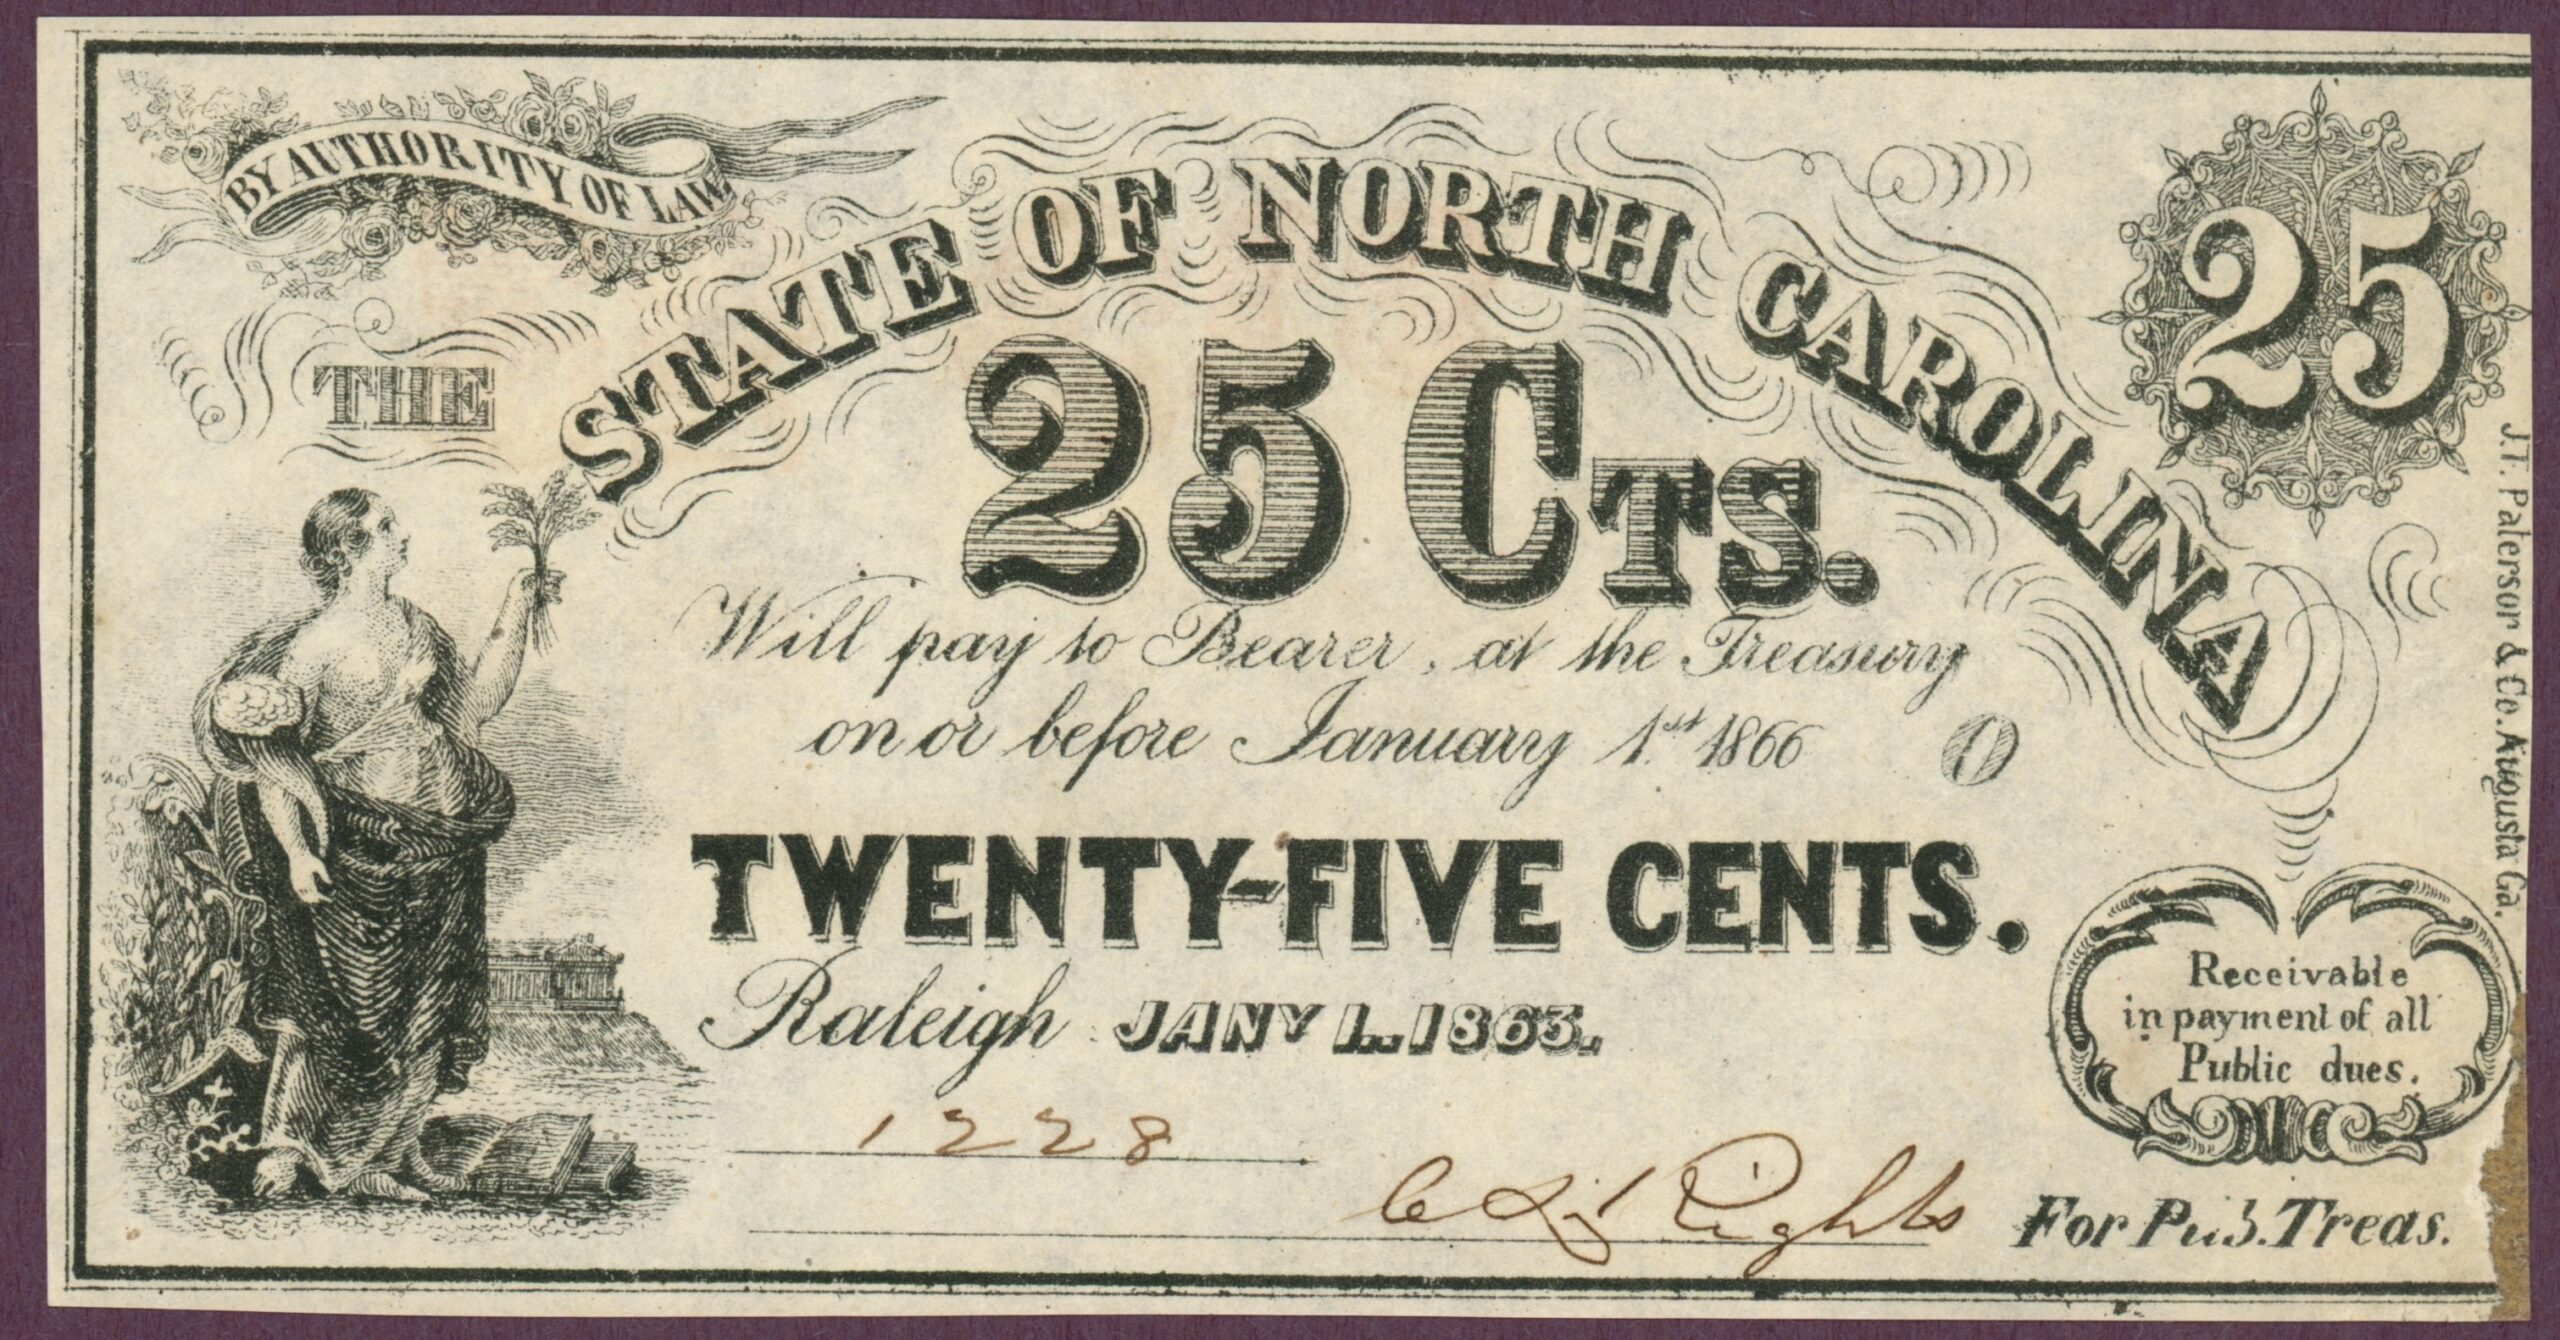 BY AUTHORITY OF LAW
THE
STATE OF NORTH CAROLINA
25
25 CTS.
Will pay to Bearer, at the Treasury
on or before January 1st 1866
O
TWENTY-FIVE CENTS.
Raleigh JANY 1..1863.
Receivable
in payment of all
Public dues.
1228
For Pub. Treas.
J.T. Paterson & Co. Augusta Ga.